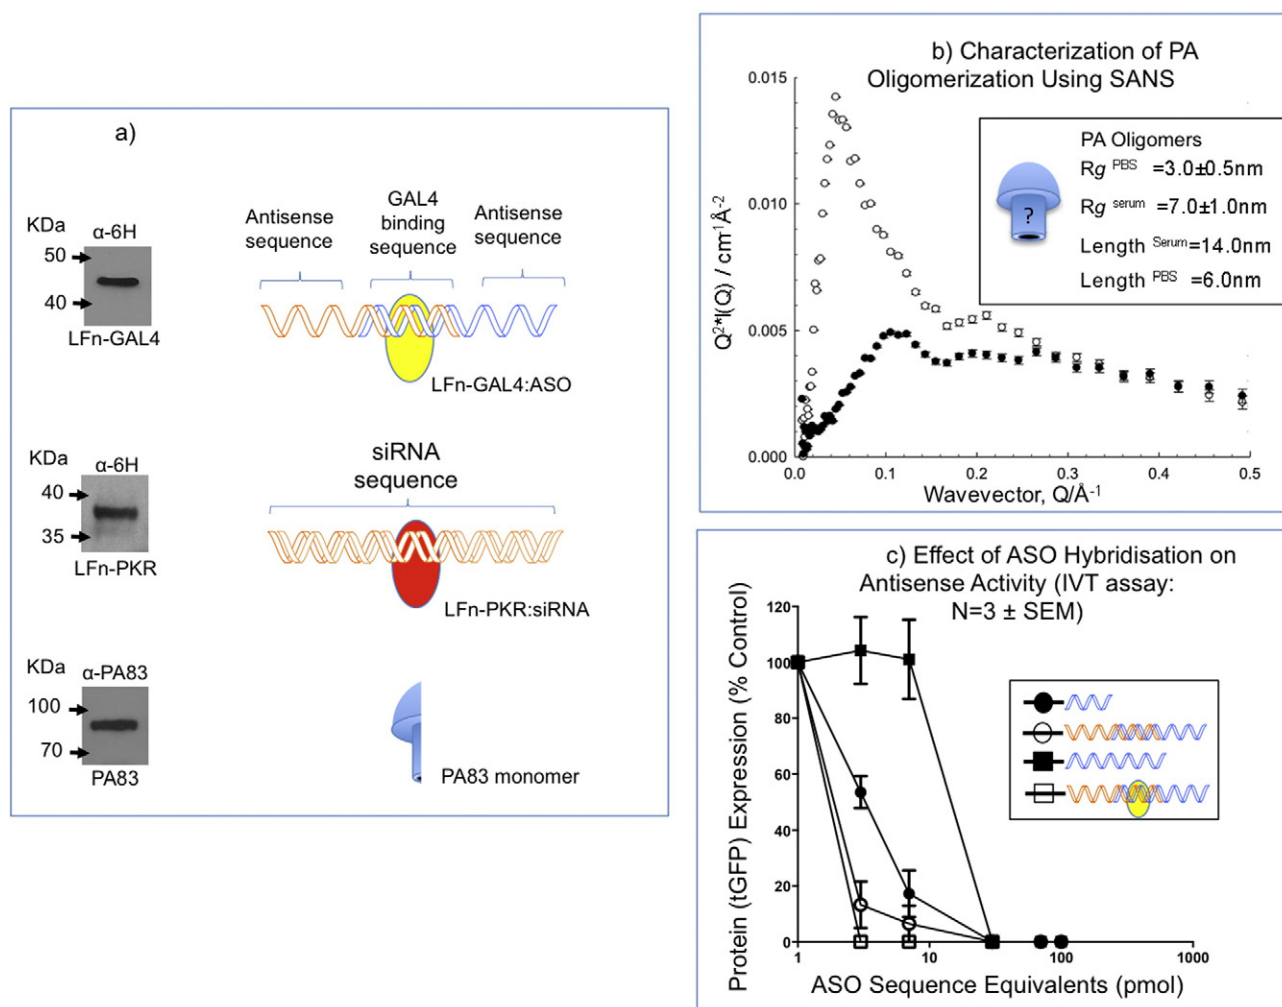 a)
KDa
α-6H
50
40
LFn-GAL4
Antisense
sequence
GAL4
binding
sequence
Antisense
sequence
LFn-GAL4:ASO
KDa
α-6H
40
35
LFn-PKR
siRNA
sequence
LFn-PKR:siRNA
KDa
α-PA83
100
70
PA83
PA83 monomer
b) Characterization of PA
Oligomerization Using SANS
Q²*I(Q) / cm⁻¹Å⁻²
0.015
0.010
0.005
0.000
0.0
0.1
0.2
0.3
0.4
0.5
Wavevector, Q/Å⁻¹
?
PA Oligomers
Rg PBS =3.0±0.5nm
Rg serum =7.0±1.0nm
Length Serum=14.0nm
Length PBS =6.0nm
c) Effect of ASO Hybridisation on
Antisense Activity (IVT assay:
N=3 ± SEM)
Protein (tGFP) Expression (% Control)
120
100
80
60
40
20
0
1
10
100
1000
ASO Sequence Equivalents (pmol)